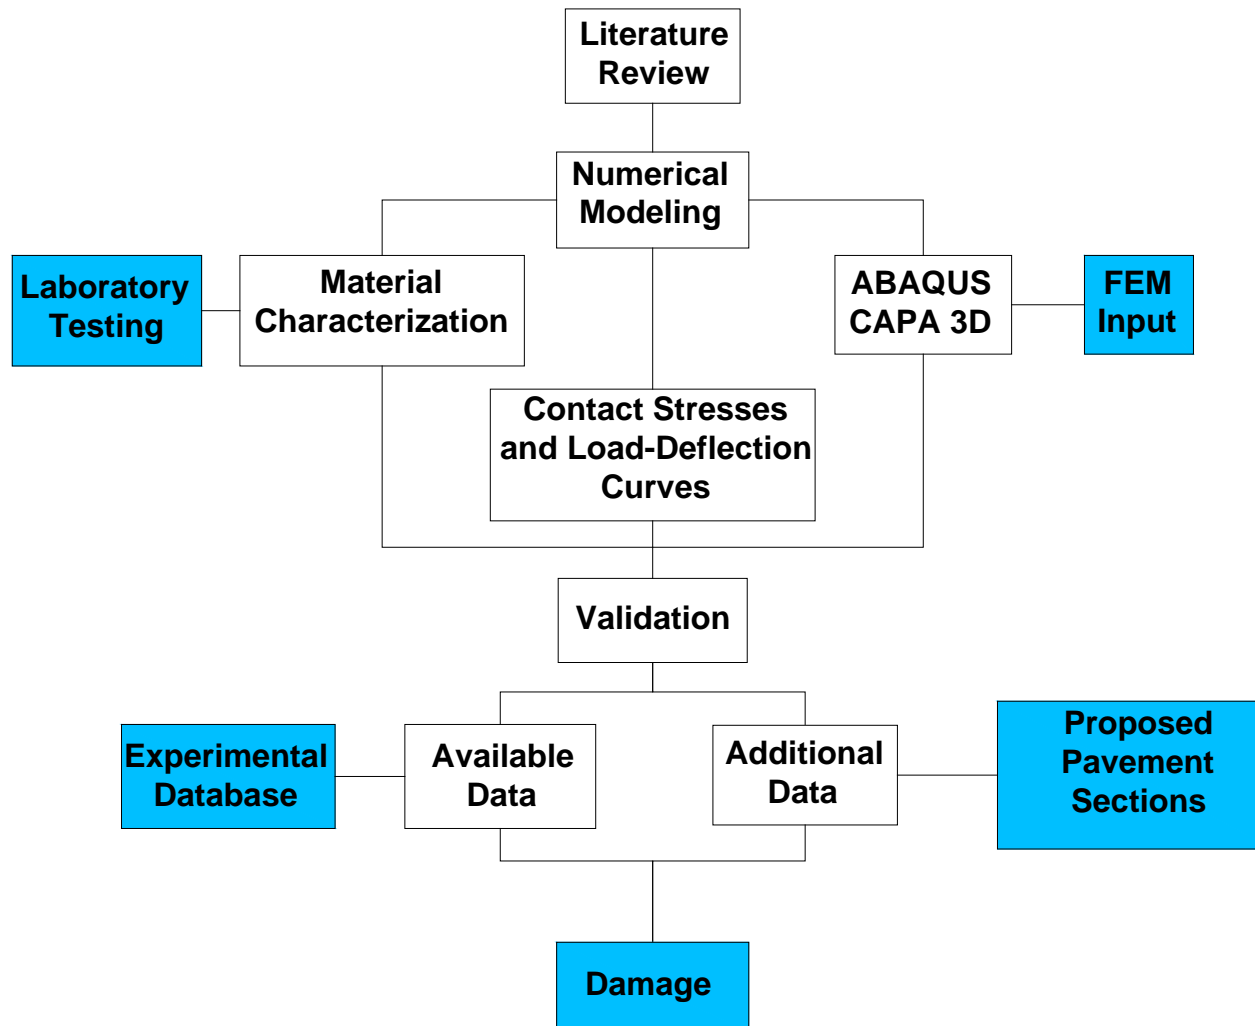 Literature
Review
Numerical
Modeling
Laboratory
Testing
Material
Characterization
ABAQUS
CAPA 3D
FEM
Input
Contact Stresses
and Load-Deflection
Curves
Validation
Experimental
Database
Available
Data
Additional
Data
Proposed
Pavement
Sections
Damage